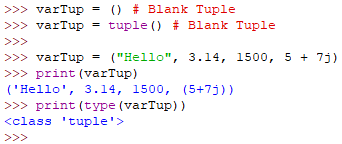 >>> varTup = () # Blank Tuple
>>> varTup = tuple() # Blank Tuple
>>>
>>> varTup = ("Hello", 3.14, 1500, 5 + 7j)
>>> print(varTup)
('Hello', 3.14, 1500, (5+7j))
>>> print(type(varTup))
<class 'tuple'>
>>>